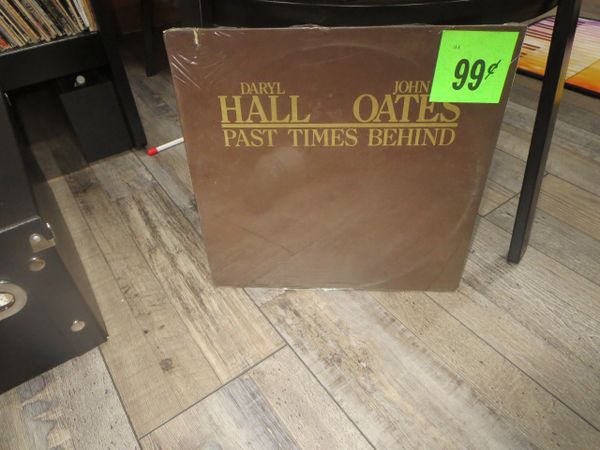 DARYL JOHN
HALL OATES
PAST TIMES BEHIND
99¢